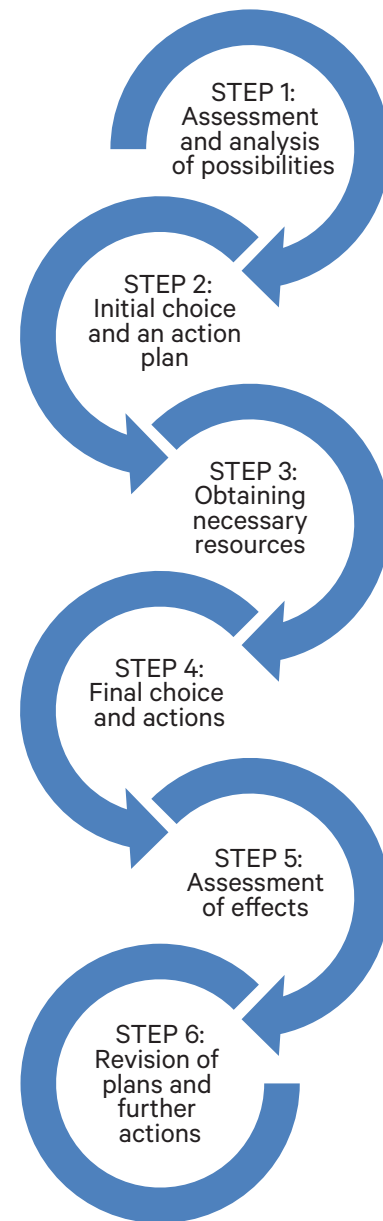 STEP 1:
Assessment
and analysis
of possibilities
STEP 2:
Initial choice
and an action
plan
STEP 3:
Obtaining
necessary
resources
STEP 4:
Final choice
and actions
STEP 5:
Assessment
of effects
STEP 6:
Revision of
plans and
further
actions